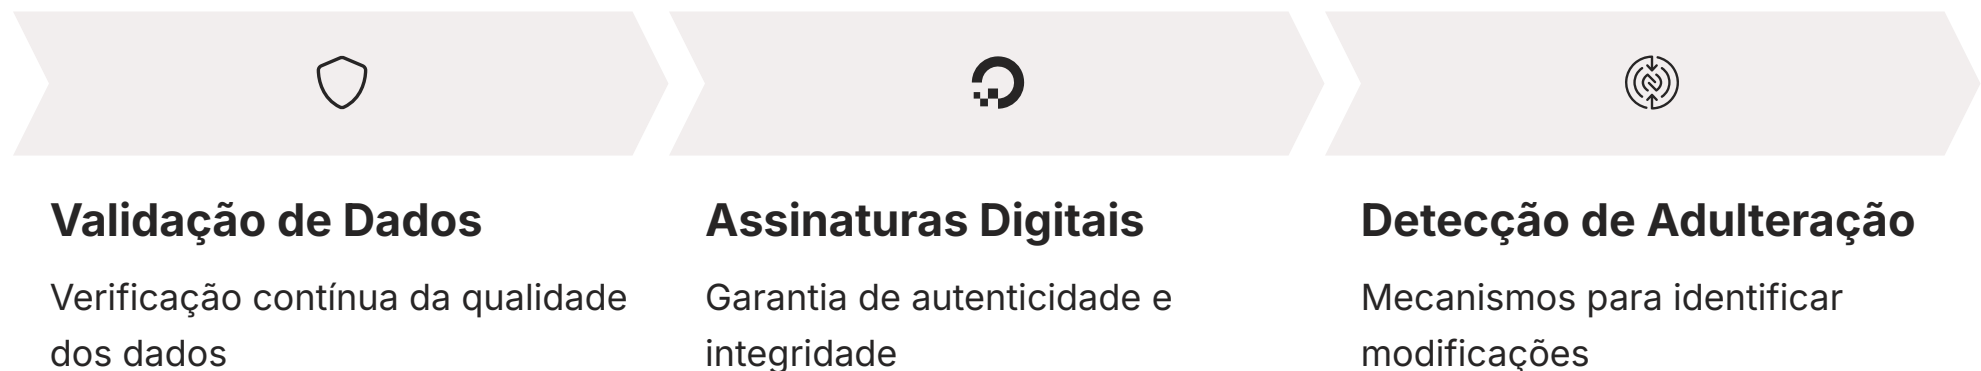 Validação de Dados
Verificação contínua da qualidade
dos dados
Assinaturas Digitais
Garantia de autenticidade e
integridade
Detecção de Adulteração
Mecanismos para identificar
modificações